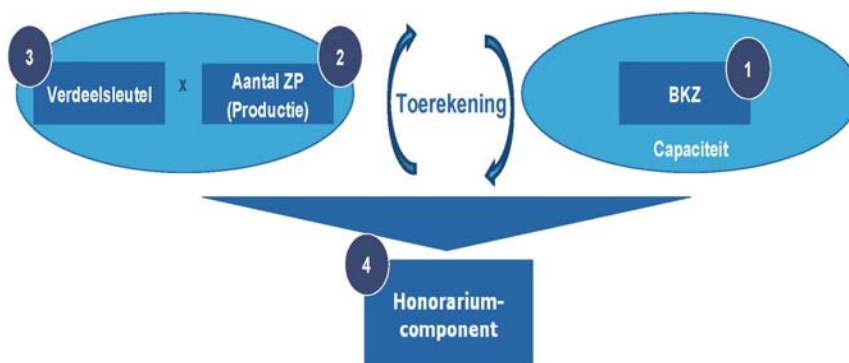 3
2
1
Verdeelsleutel
x
Aantal ZP
(Productie)
Toerekening
BKZ
Capaciteit
4
Honorarium-
component